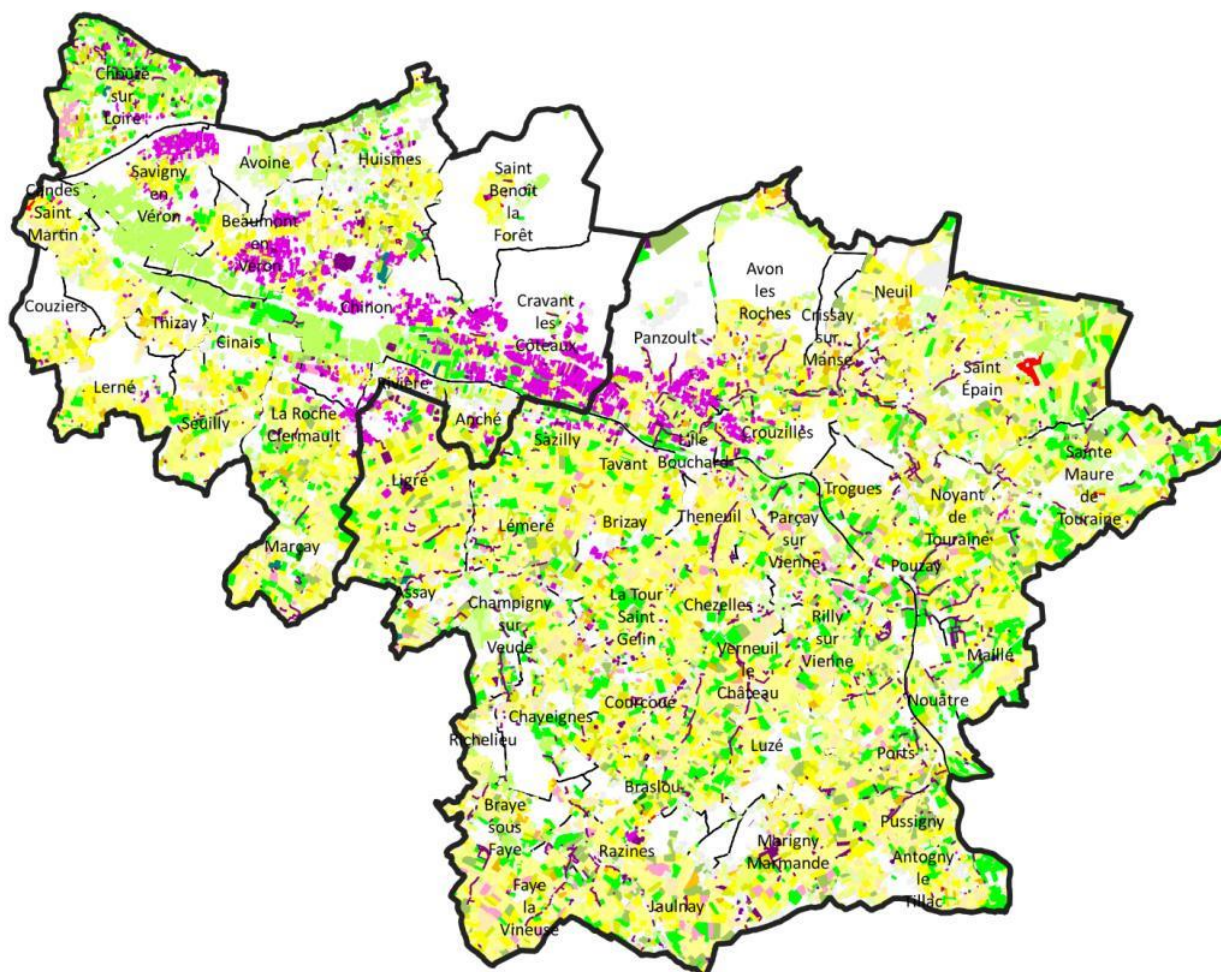 Chouzé
sur
Loire
Avoine
Huismes
Savigny
en
Véron
Saint
Benoît
la
Forêt
Candes
Saint
Martin
Beaumont
en
Véron
Avon
les
Roches
Neuil
Couziers
Chinon
Cravant
les
Côteaux
Thizay
Panzoult
Crissay
sur
Manse
Cinais
Saint
Épain
Lerné
Rivière
Seuilly
La Roche
Clermault
Anché
Sazilly
L'Ile
Bouchard
Crouzilles
Tavant
Sainte
Maure
de
Touraine
Ligré
Trogues
Noyant
de
Touraine
Lémeré
Brizay
Theneuil
Parçay
sur
Vienne
Marçay
Pouzay
Assay
Champigny
sur
Veude
La Tour
Saint
Gelin
Chezelles
Rilly
sur
Vienne
Verneuil
le
Château
Maillé
Courcoué
Nouâtre
Chaveignes
Richelieu
Luzé
Ports
Braslou
Braye
sous
Faye
Pussigny
Razines
Marigny
Marmande
Antogny
le
Tillac
Faye
la
Vineuse
Jaulnay